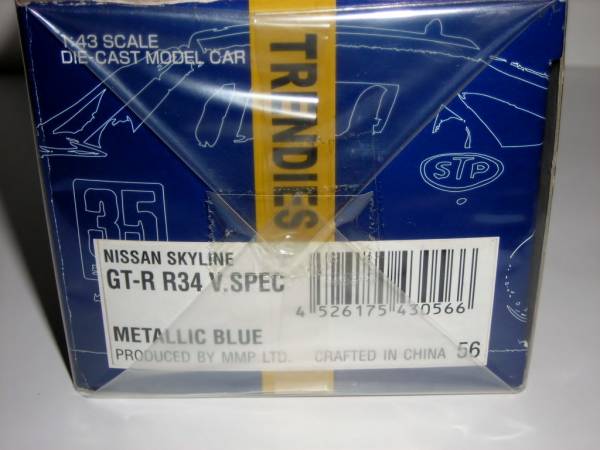 1:43 SCALE
DIE-CAST MODEL CAR
TRENDIES
STP
35
NISSAN SKYLINE
GT-R R34 V.SPEC
4 526175 430566
METALLIC BLUE
PRODUCED BY MMP LTD. CRAFTED IN CHINA 56